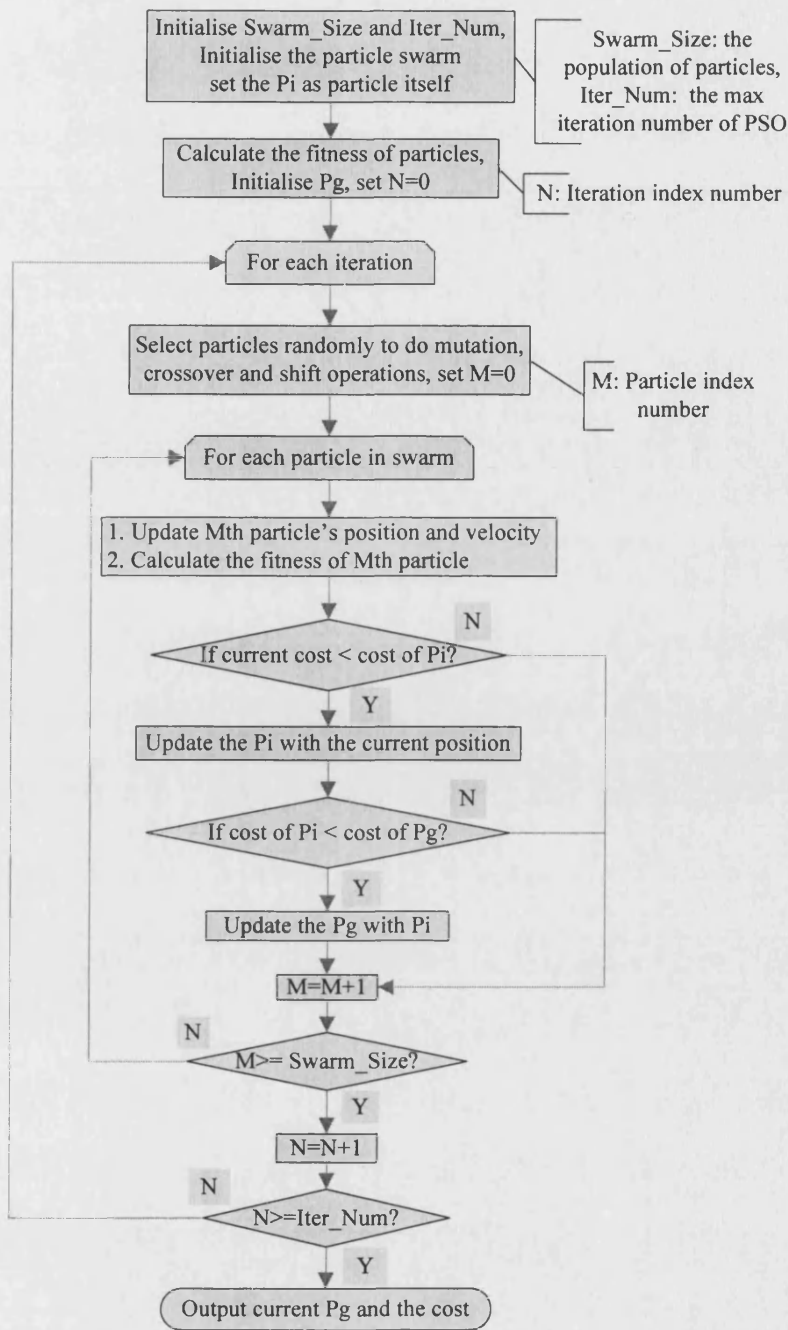 Initialise Swarm_Size and Iter_Num,
Initialise the particle swarm
set the Pi as particle itself
Swarm_Size: the
population of particles,
Iter_Num: the max
iteration number of PSO
Calculate the fitness of particles,
Initialise Pg, set N=0
N: Iteration index number
For each iteration
Select particles randomly to do mutation,
crossover and shift operations, set M=0
M: Particle index
number
For each particle in swarm
1. Update Mth particle's position and velocity
2. Calculate the fitness of Mth particle
N
If current cost < cost of Pi?
Y
Update the Pi with the current position
N
If cost of Pi < cost of Pg?
Y
Update the Pg with Pi
M=M+1
N
M>= Swarm_Size?
Y
N=N+1
N
N>=Iter_Num?
Y
Output current Pg and the cost